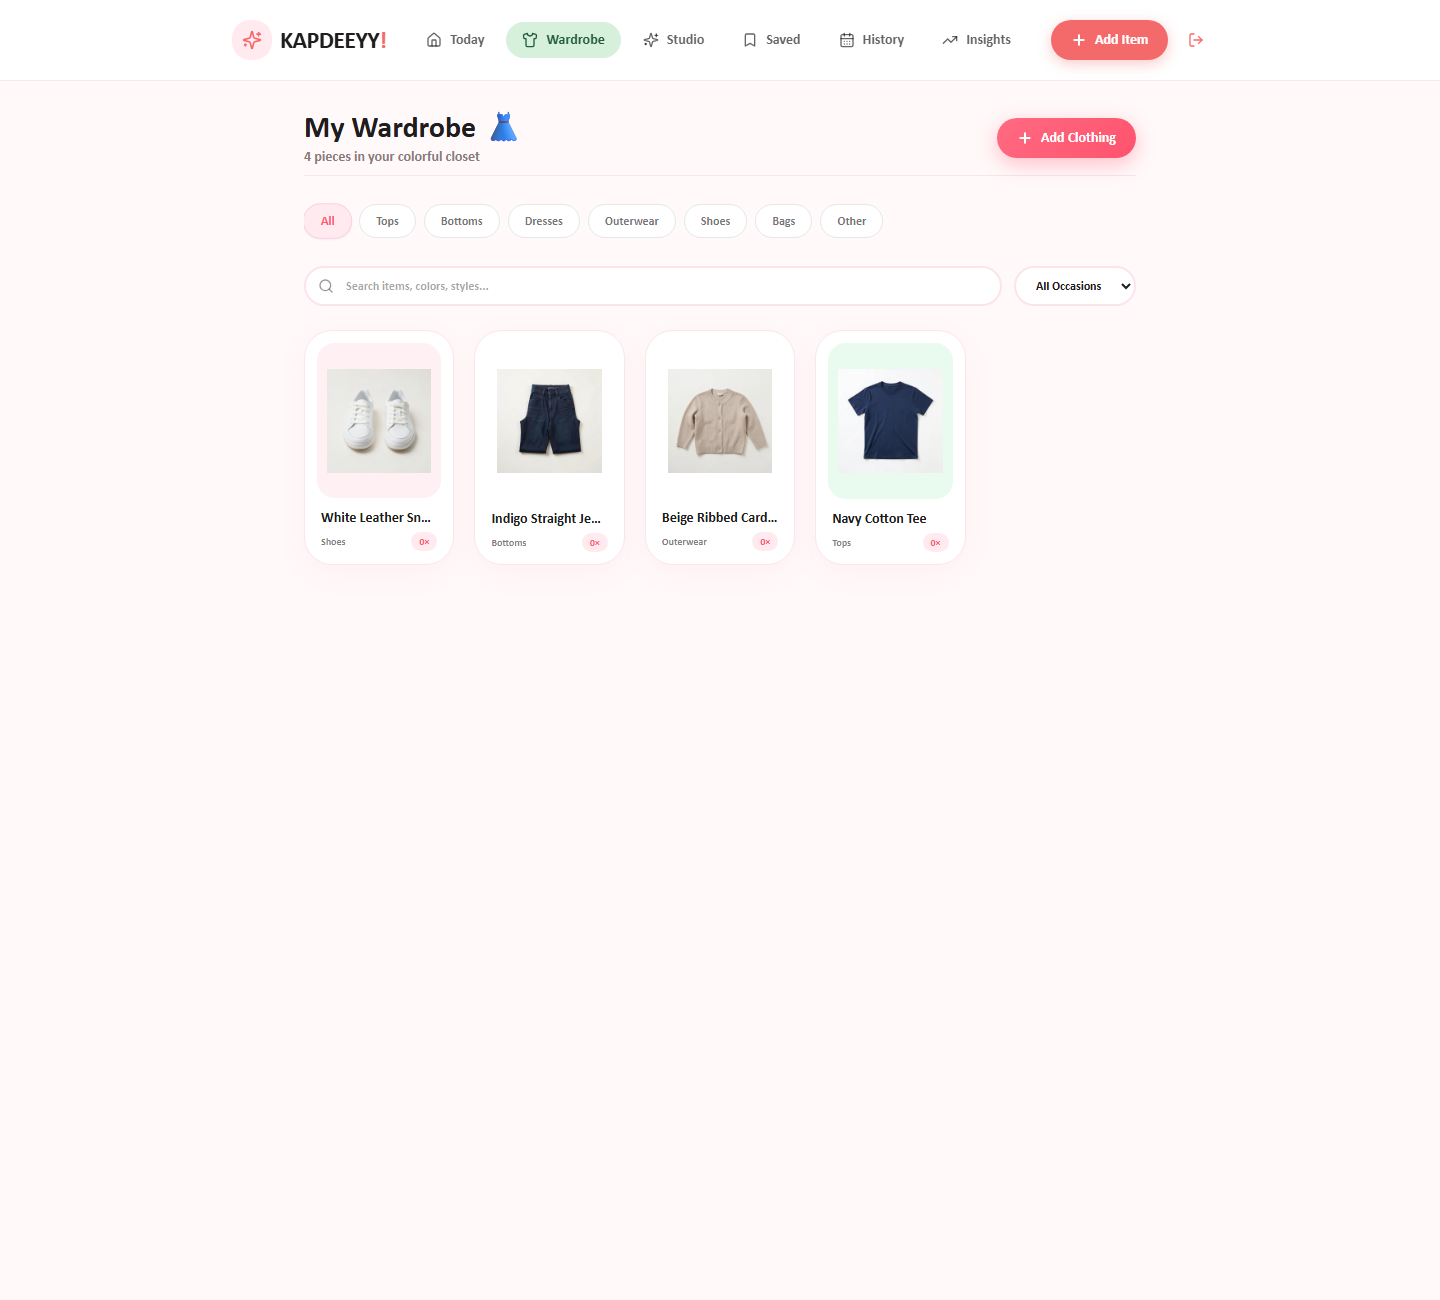 KAPDEEYY!
Today
Wardrobe
Studio
Saved
History
Insights
Add Item
My Wardrobe
4 pieces in your colorful closet
Add Clothing
All
Tops
Bottoms
Dresses
Outerwear
Shoes
Bags
Other
Search items, colors, styles...
All Occasions
White Leather Sn...
Shoes
0×
Indigo Straight Je...
Bottoms
0×
Beige Ribbed Card...
Outerwear
0×
Navy Cotton Tee
Tops
0×